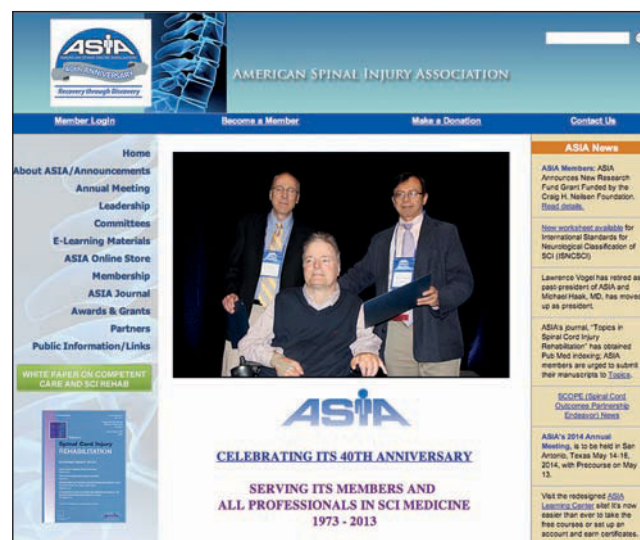 ASIA
40TH ANNIVERSARY
Recovery through Discovery
AMERICAN SPINAL INJURY ASSOCIATION
Member Login
Become a Member
Make a Donation
Contact Us
Home
About ASIA/Announcements
Annual Meeting
Leadership
Committees
E-Learning Materials
ASIA Online Store
Membership
ASIA Journal
Awards & Grants
Partners
Public Information/Links
WHITE PAPER ON COMPETENT
CARE AND SCI REHAB
Spinal Cord Injury
REHABILITATION
ASIA
CELEBRATING ITS 40TH ANNIVERSARY
SERVING ITS MEMBERS AND
ALL PROFESSIONALS IN SCI MEDICINE
1973 - 2013
ASIA News
ASIA Members: ASIA
Announces New Research
Fund Grant Funded by the
Craig H. Neilsen Foundation.
Read details.
New worksheet available for
International Standards for
Neurological Classification of
SCI (ISNCSCI)
Lawrence Vogel has retired as
past-president of ASIA and
Michael Haak, MD, has moved
up as president.
ASIA's journal, "Topics in
Spinal Cord Injury
Rehabilitation" has obtained
Pub Med indexing; ASIA
members are urged to submit
their manuscripts to Topics.
SCOPE (Spinal Cord
Outcomes Partnership
Endeavor) News
ASIA's 2014 Annual
Meeting, is to be held in San
Antonio, Texas May 14-16,
2014, with Precourse on May
13.
Visit the redesigned ASIA
Learning Center site! It's now
easier than ever to take the
free courses or set up an
account and earn certificates.